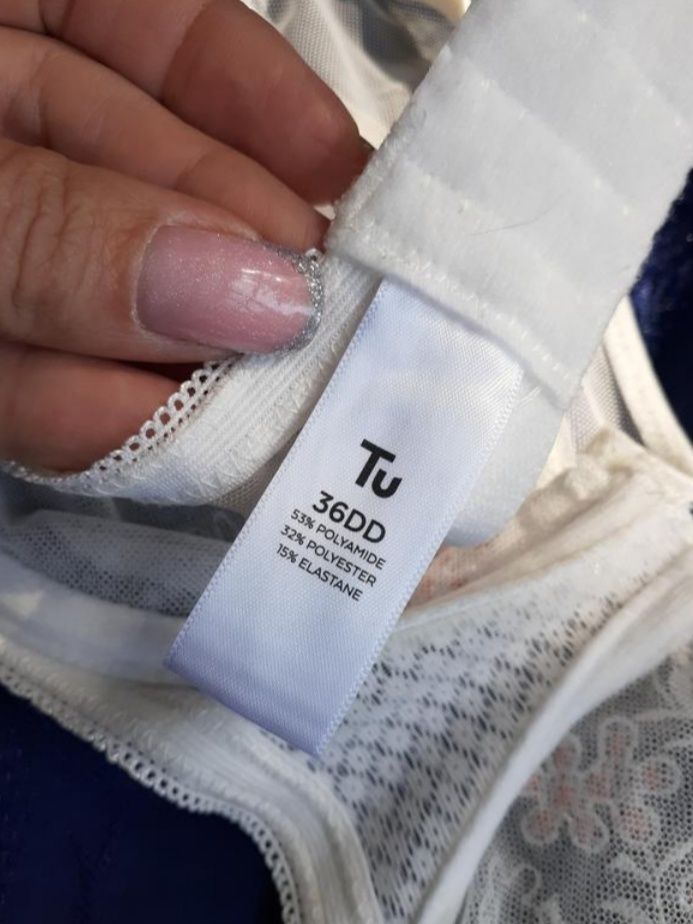 Tu
36DD
53% POLYAMIDE
32% POLYESTER
15% ELASTANE